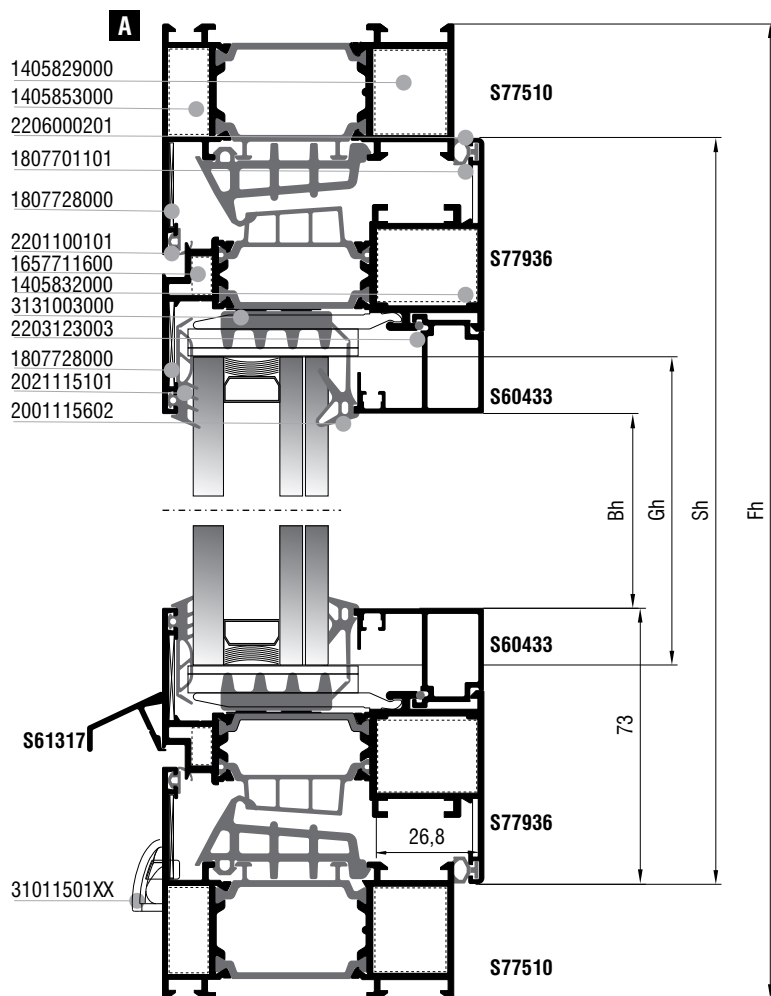 A
1405829000
1405853000
2206000201
1807701101
1807728000
2201100101
1657711600
1405832000
3131003000
2203123003
1807728000
2021115101
2001115602
S77510
S77936
S60433
Bh
Gh
Sh
Fh
S60433
S61317
73
S77936
26,8
31011501XX
S77510